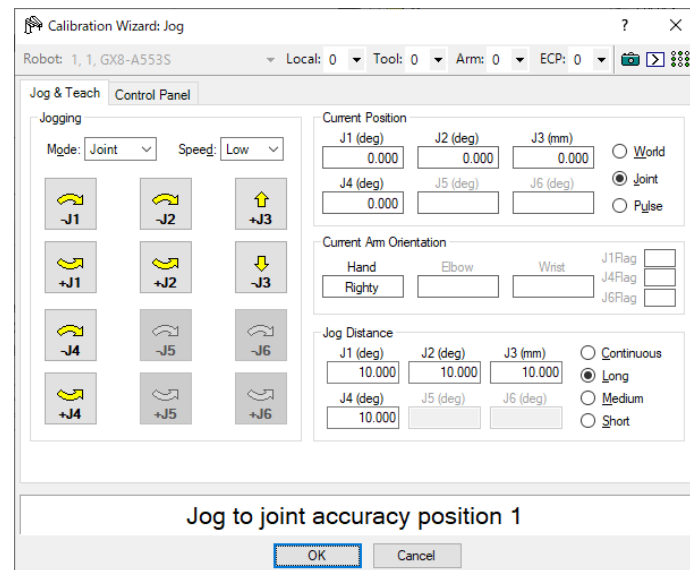 Calibration Wizard: Jog
Robot: 1, 1, GX8-A553S Local: 0 Tool: 0 Arm: 0 ECP: 0
Jog & Teach Control Panel
Jogging
Mode: Joint Speed: Low
-J1 -J2 +J3
+J1 +J2 -J3
-J4 -J5 -J6
+J4 +J5 +J6
Current Position
J1 (deg) J2 (deg) J3 (mm)
0.000 0.000 0.000 World
J4 (deg) J5 (deg) J6 (deg) Joint
0.000 Pulse
Current Arm Orientation
Hand Elbow Wrist J1Flag
Righty J4Flag
J6Flag
Jog Distance
J1 (deg) J2 (deg) J3 (mm) Continuous
10.000 10.000 10.000 Long
J4 (deg) J5 (deg) J6 (deg) Medium
10.000 Short
Jog to joint accuracy position 1
OK Cancel